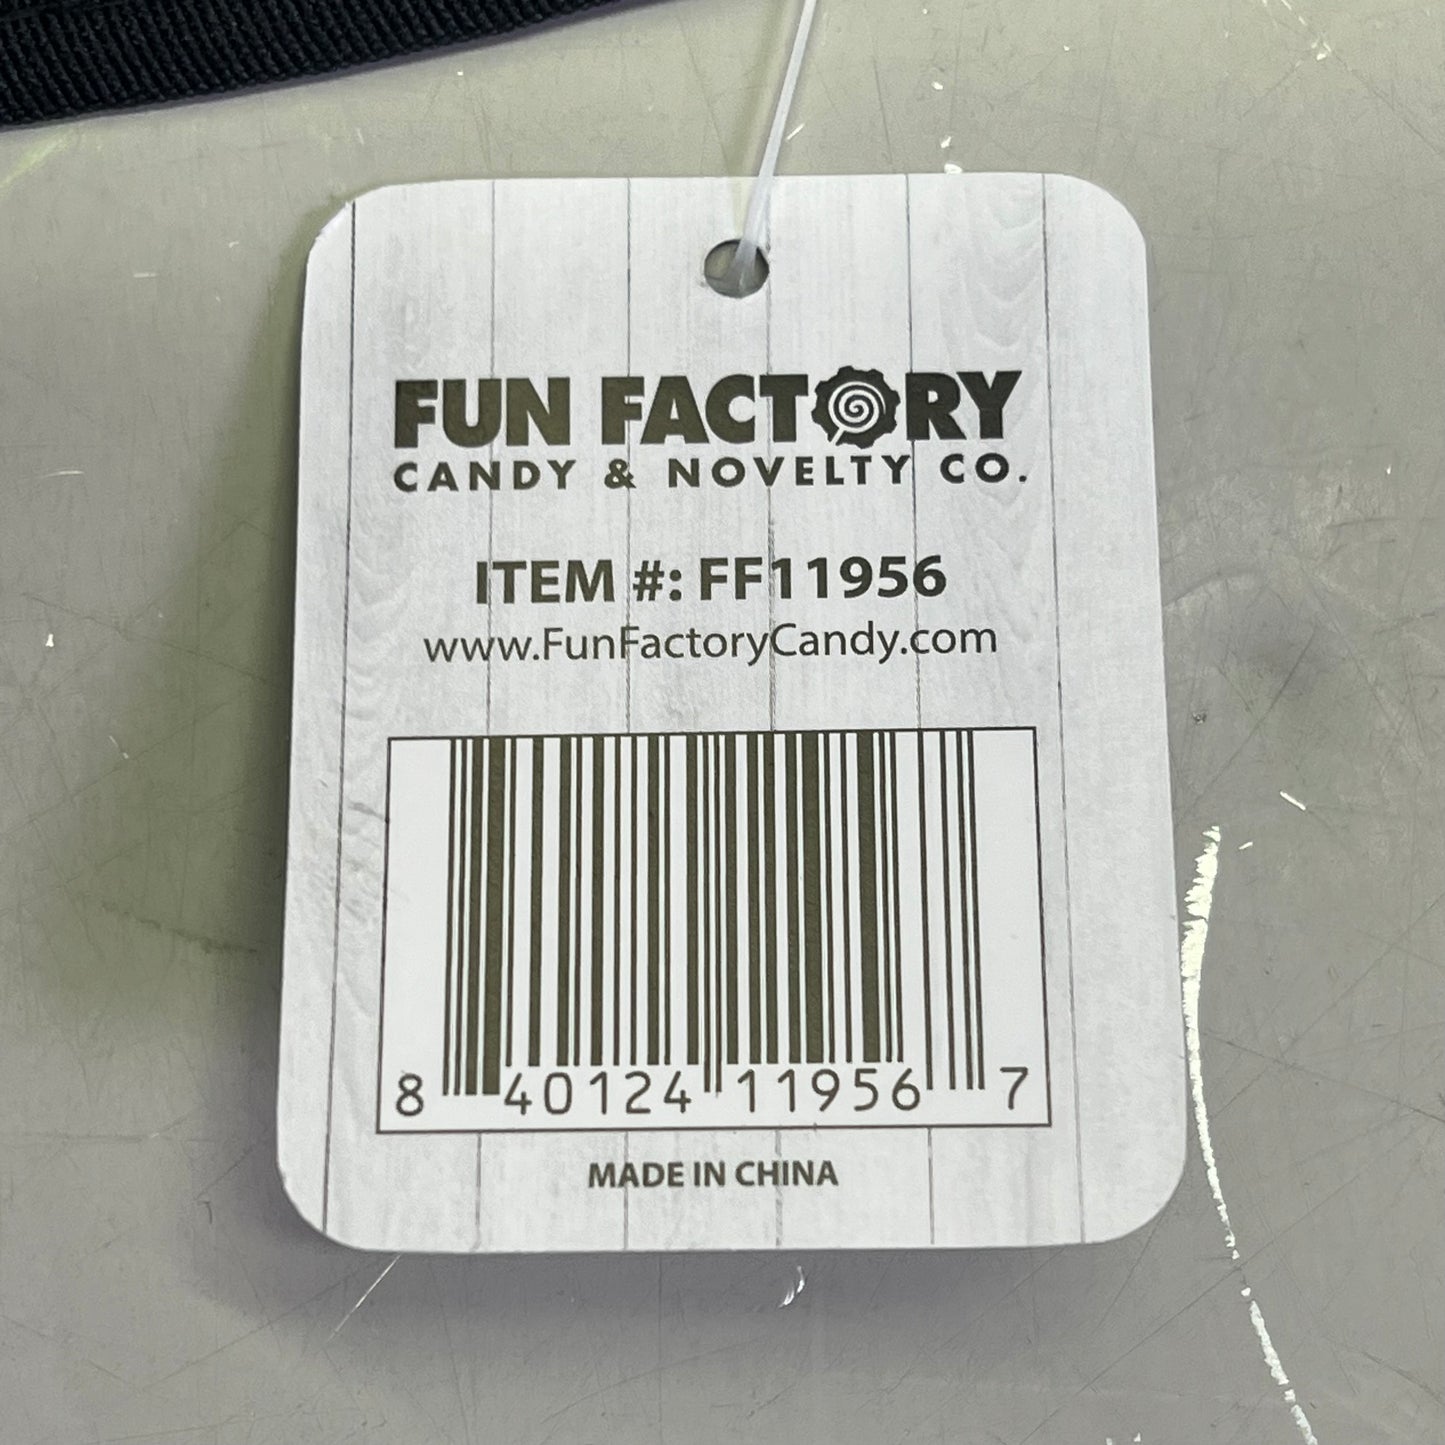 FUN FACTORY
CANDY & NOVELTY CO.
ITEM #: FF11956
www.FunFactoryCandy.com
8 40124 11956 7
MADE IN CHINA